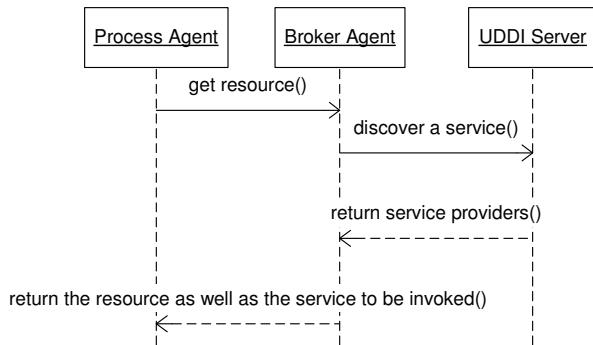 Process Agent
Broker Agent
UDDI Server
get resource()
discover a service()
return service providers()
return the resource as well as the service to be invoked()